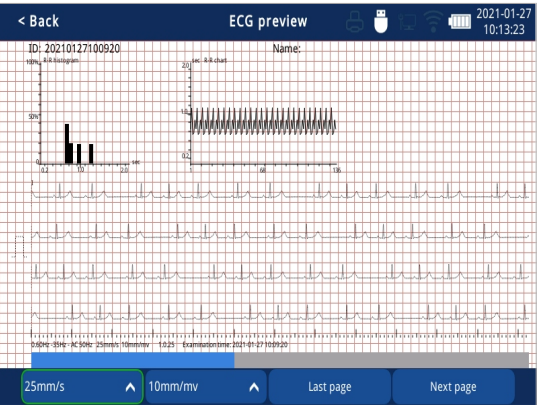 < Back
ECG preview
2021-01-27
10:13:23
ID: 20210127100920
Name:
100%
R-R histogram
50%
0
sec
0.2
1.0
2.0
2.0
sec
R-R chart
1.0
0.2
1
68
136
I
0.60Hz -35Hz - AC 50Hz 25mm/s 10mm/mv 1.0.25 Examination time: 2021-01-27 10:09:20
25mm/s
10mm/mv
Last page
Next page